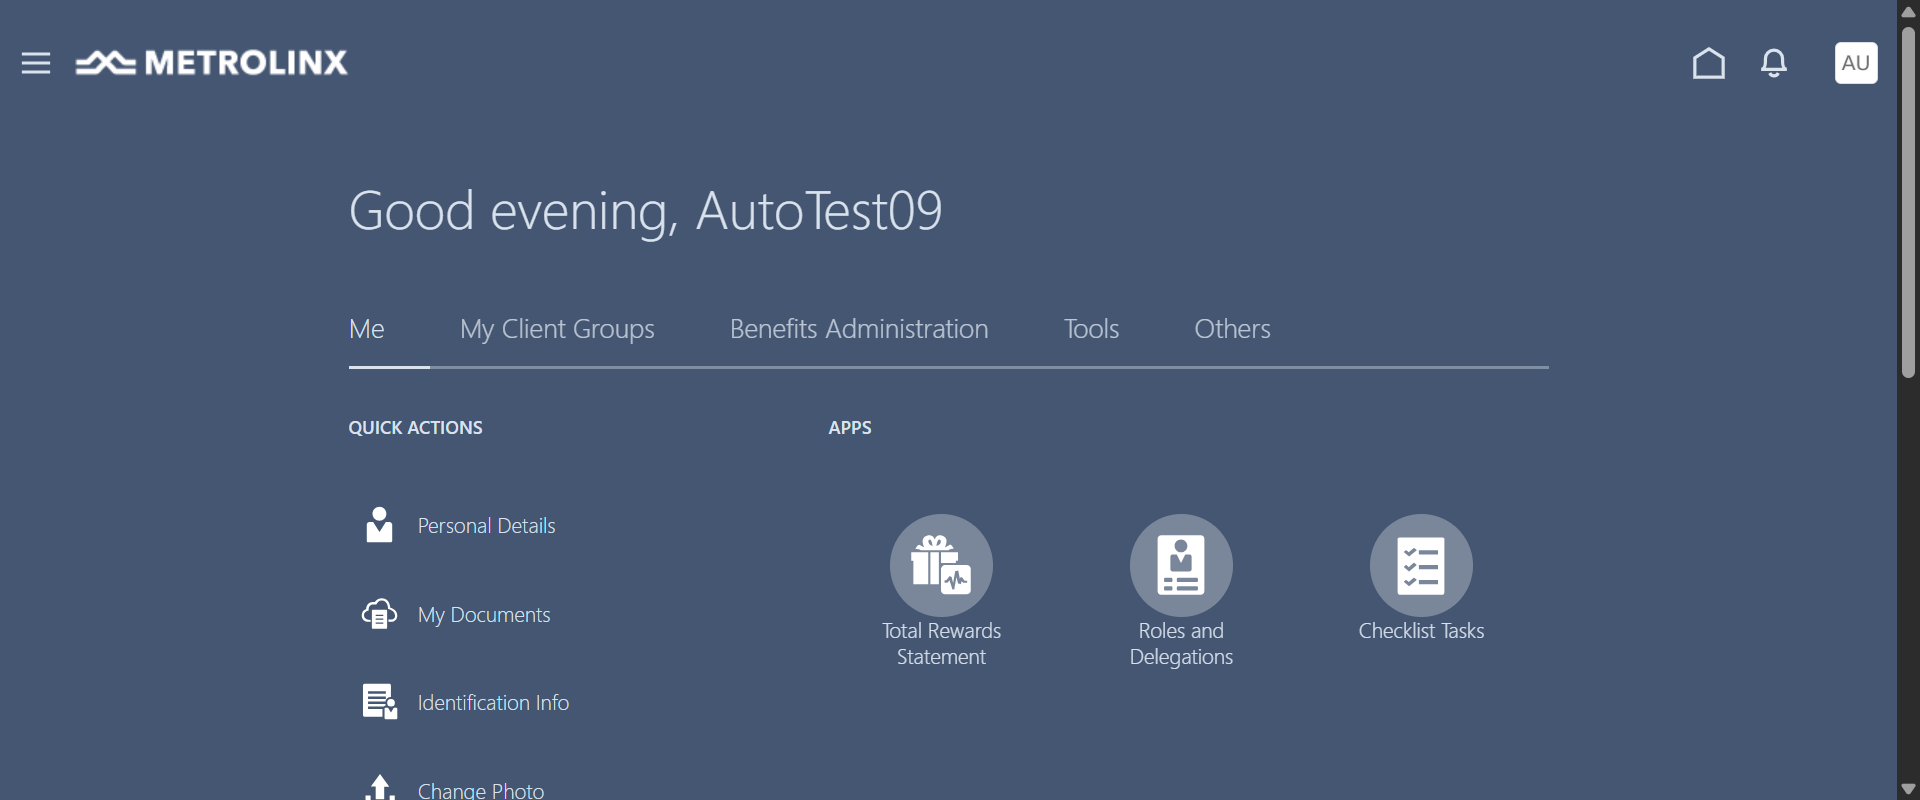 METROLINX
AU
Good evening, AutoTest09
Me
My Client Groups
Benefits Administration
Tools
Others
QUICK ACTIONS
Personal Details
My Documents
Identification Info
Change Photo
APPS
Total Rewards
Statement
Roles and
Delegations
Checklist Tasks